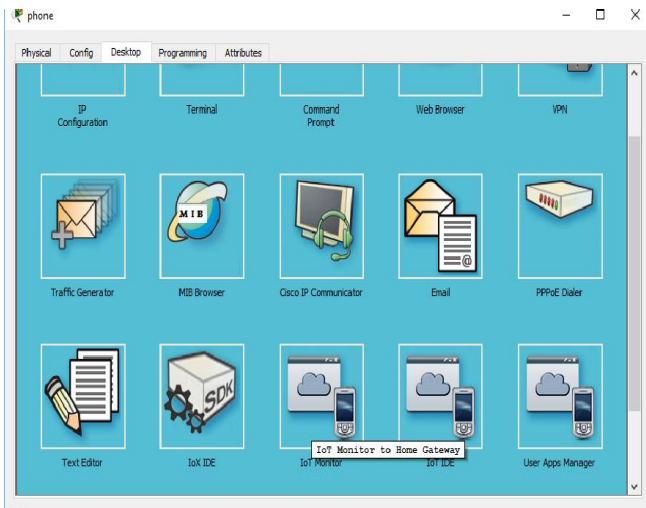 phone
Physical Config Desktop Programming Attributes
IP
Configuration
Terminal
Command
Prompt
Web Browser
VPN
MIB
Traffic Generator
MIB Browser
Cisco IP Communicator
Email
PPPoE Dialer
SDK
Text Editor
IoX IDE
IoT Monitor
IoT IDE
User Apps Manager
IoT Monitor to Home Gateway